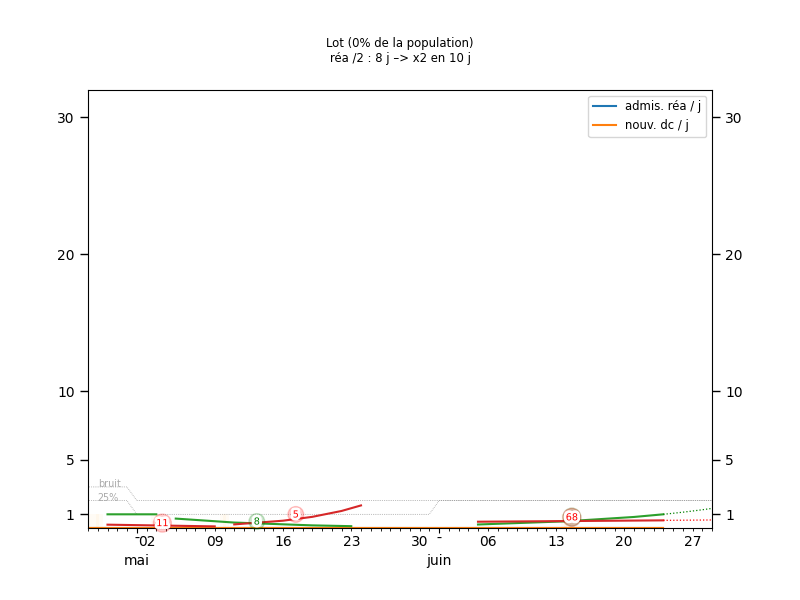 Lot (0% de la population)
réa /2 : 8 j –> x2 en 10 j
admis. réa / j
nouv. dc / j
30 30
20 20
10 10
5 5
bruit
25%
1 1
11 8 5 68
02 09 16 23 30 06 13 20 27
mai juin